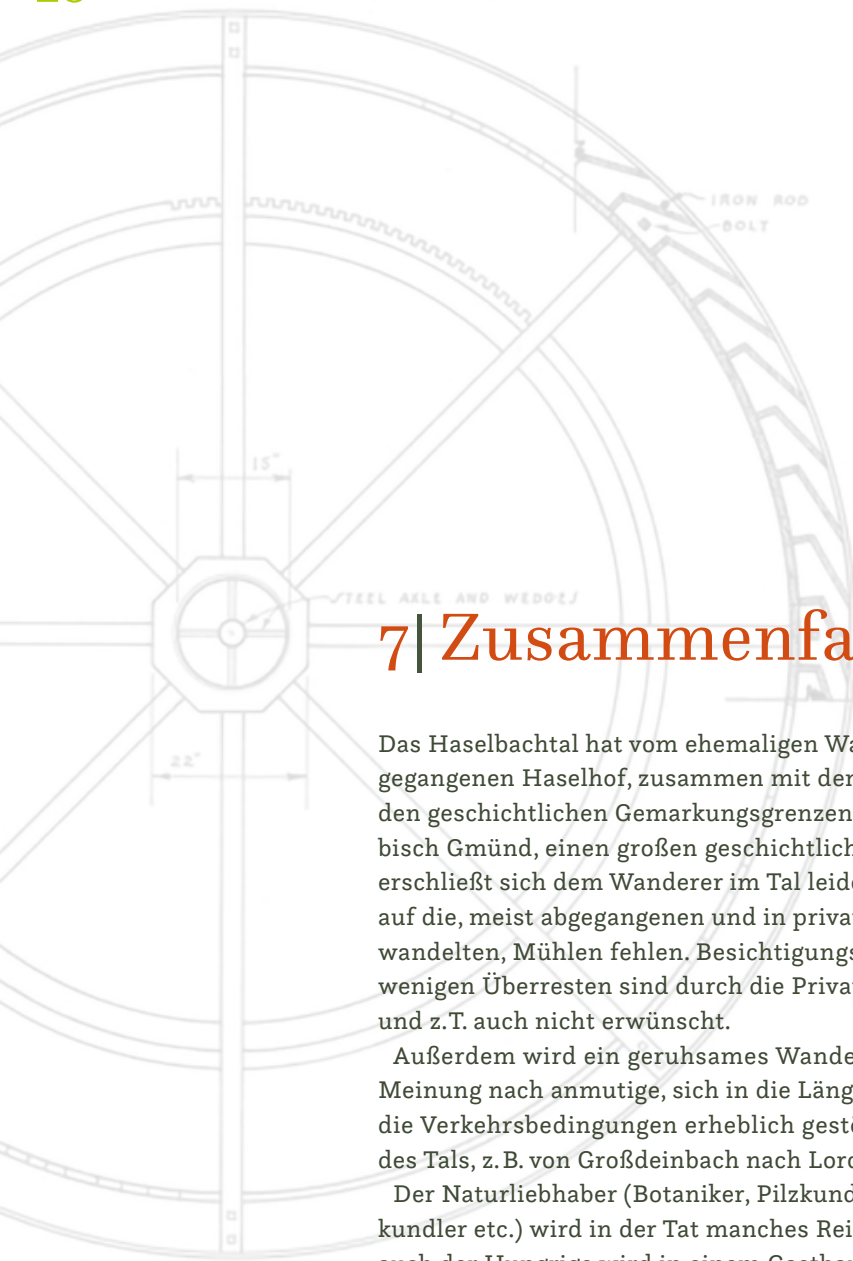 IRON ROD
BOLT
15"
STEEL AXLE AND WEDGES
7| Zusammenfa
22"
Das Haselbachtal hat vom ehemaligen Wa
gegangenen Haselhof, zusammen mit der
den geschichtlichen Gemarkungsgrenzen
bisch Gmünd, einen großen geschichtlich
erschließt sich dem Wanderer im Tal leide
auf die, meist abgegangenen und in priva
wandelten, Mühlen fehlen. Besichtigungs
wenigen Überresten sind durch die Priva
und z.T. auch nicht erwünscht.
Außerdem wird ein geruhsames Wande
Meinung nach anmutige, sich in die Läng
die Verkehrsbedingungen erheblich gestö
des Tals, z.B. von Großdeinbach nach Lorc
Der Naturliebhaber (Botaniker, Pilzkund
kundler etc.) wird in der Tat manches Rei